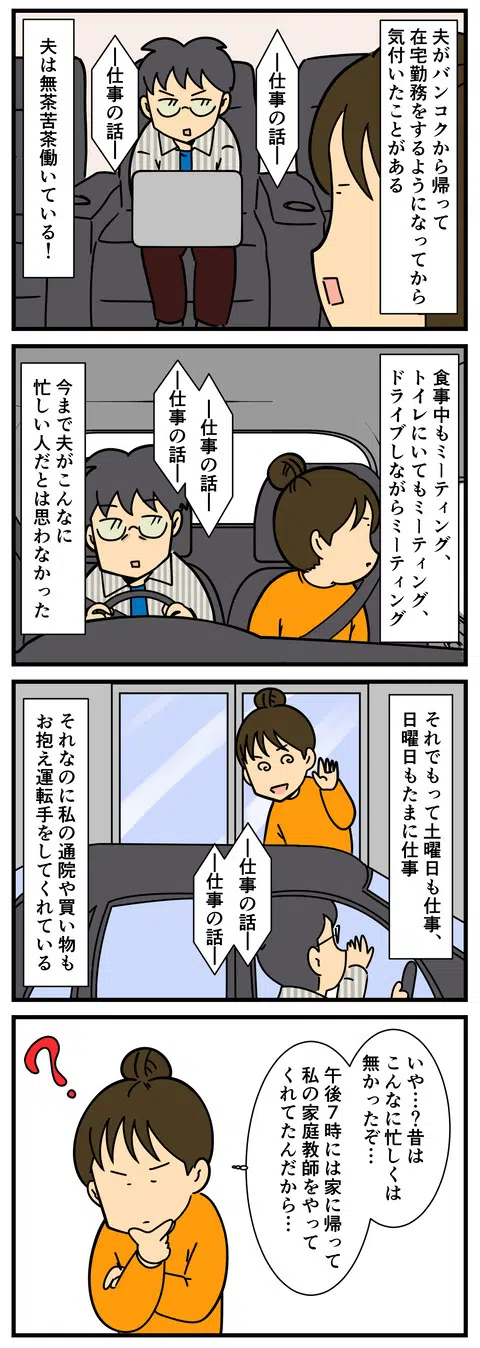 夫がバンコクから帰って
在宅勤務をするようになってから
気付いたことがある
―仕事の話―
―仕事の話―
夫は無茶苦茶働いている！
食事中もミーティング、
トイレにいてもミーティング、
ドライブしながらミーティング
―仕事の話―
―仕事の話―
今まで夫がこんなに
忙しい人だとは思わなかった
それでもって土曜日も仕事、
日曜日もたまに仕事
―仕事の話―
―仕事の話―
それなのに私の通院や買い物も
お抱え運転手をしてくれている
いや…？昔は
こんなに忙しくは
無かったぞ…
午後７時には家に帰って
私の家庭教師をやって
くれてたんだから…
？